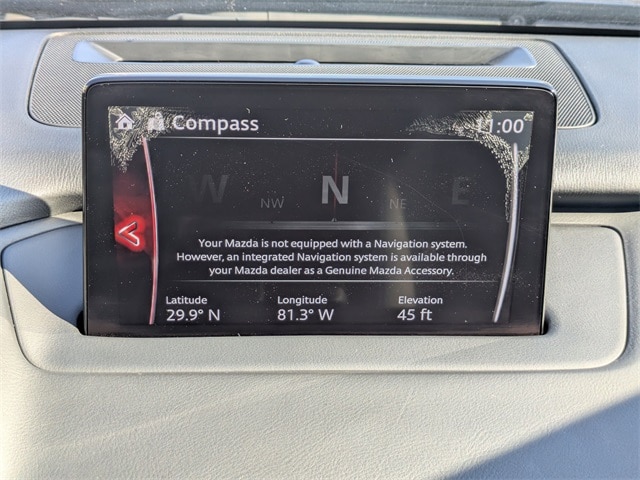 Compass 11:00
W NW N NE E
Your Mazda is not equipped with a Navigation system.
However, an integrated Navigation system is available through
your Mazda dealer as a Genuine Mazda Accessory.
Latitude Longitude Elevation
29.9° N 81.3° W 45 ft